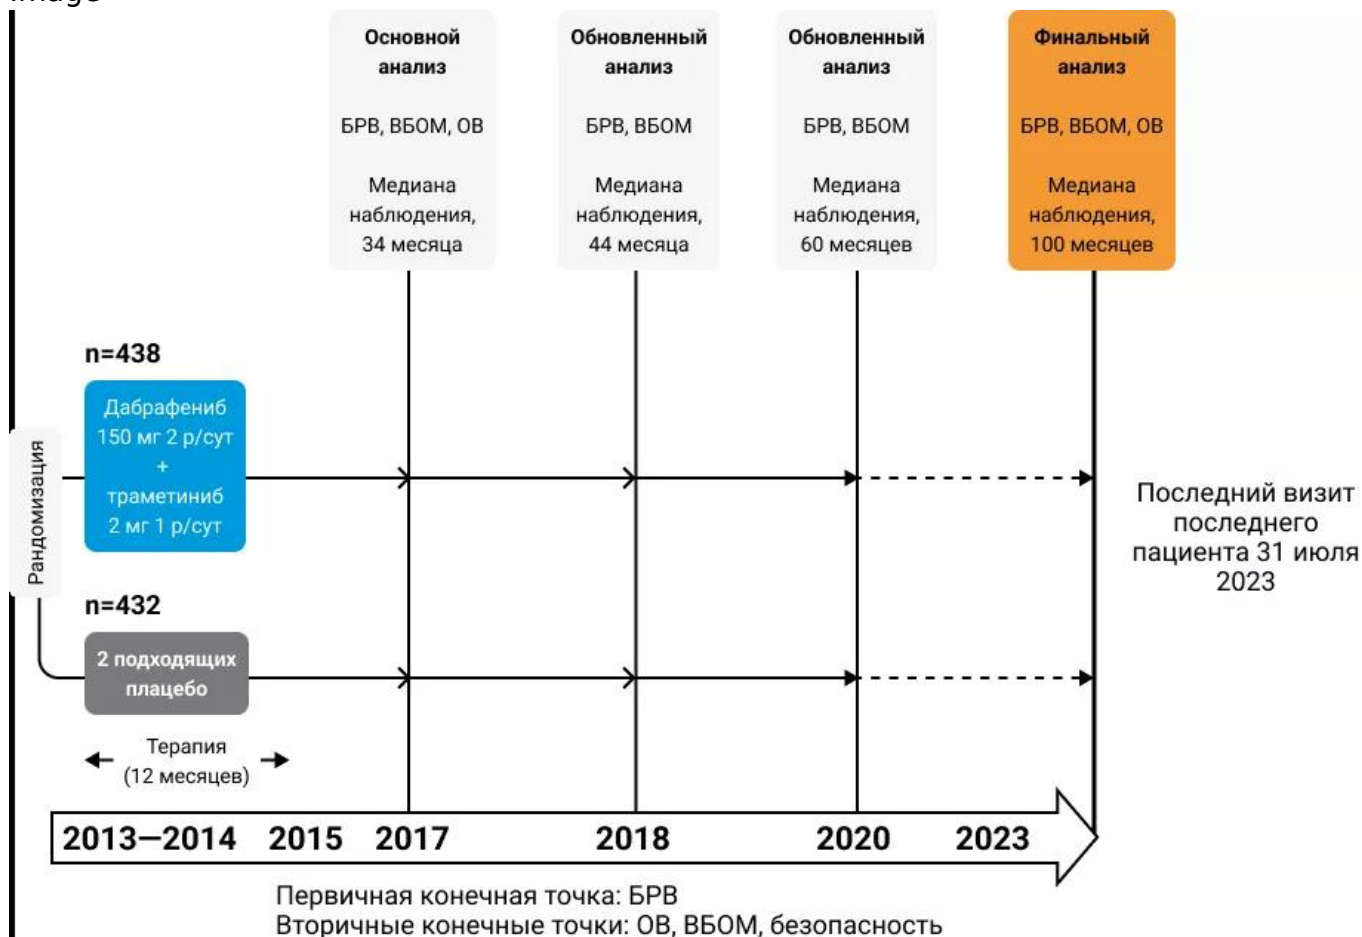 Основной
анализ
БРВ, ВБОМ, ОВ
Медиана
наблюдения,
34 месяца
Обновленный
анализ
БРВ, ВБОМ
Медиана
наблюдения,
44 месяца
Обновленный
анализ
БРВ, ВБОМ
Медиана
наблюдения,
60 месяцев
Финальный
анализ
БРВ, ВБОМ, ОВ
Медиана
наблюдения,
100 месяцев
n=438
Дабрафениб
150 мг 2 р/сут
+
траметиниб
2 мг 1 р/сут
Рандомизация
n=432
2 подходящих
плацебо
Терапия
(12 месяцев)
Последний визит
последнего
пациента 31 июля
2023
2013—2014 2015 2017 2018 2020 2023
Первичная конечная точка: БРВ
Вторичные конечные точки: ОВ, ВБОМ, безопасность